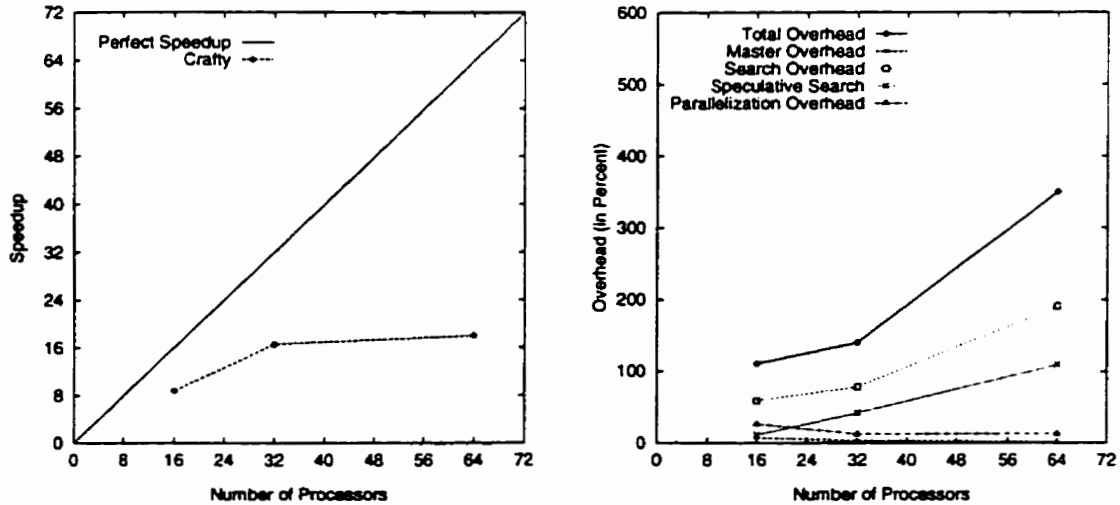 72
64
56
48
40
32
24
16
8
0
Speedup
Perfect Speedup
Crafty
0 8 16 24 32 40 48 56 64 72
Number of Processors
600
500
400
300
200
100
0
Overhead (in Percent)
Total Overhead
Master Overhead
Search Overhead
Speculative Search
Parallelization Overhead
0 8 16 24 32 40 48 56 64 72
Number of Processors